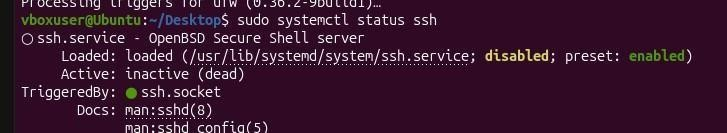 Processing triggers for ufw (0.36.2-9build1)…
vboxuser@Ubuntu:~/Desktop$ sudo systemctl status ssh
○ ssh.service - OpenBSD Secure Shell server
Loaded: loaded (/usr/lib/systemd/system/ssh.service; disabled; preset: enabled)
Active: inactive (dead)
TriggeredBy: ● ssh.socket
Docs: man:sshd(8)
man:sshd_config(5)